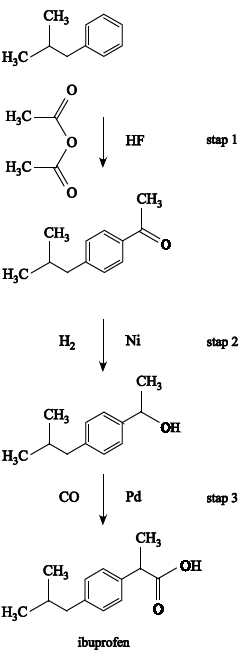 CH₃
H₃C
O
H₃C
O
HF
stap 1
H₃C
O
CH₃
CH₃
O
H₃C
H₂
Ni
stap 2
CH₃
CH₃
OH
H₃C
CO
Pd
stap 3
CH₃
OH
CH₃
H₃C
O
ibuprofen